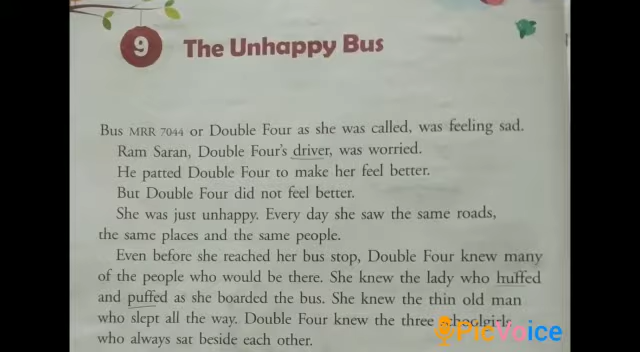 9
The Unhappy Bus
Bus MRR 7044 or Double Four as she was called, was feeling sad.
Ram Saran, Double Four's driver, was worried.
He patted Double Four to make her feel better.
But Double Four did not feel better.
She was just unhappy. Every day she saw the same roads,
the same places and the same people.
Even before she reached her bus stop, Double Four knew many
of the people who would be there. She knew the lady who huffed
and puffed as she boarded the bus. She knew the thin old man
who slept all the way. Double Four knew the three schoolgirls
who always sat beside each other.
PicVoice